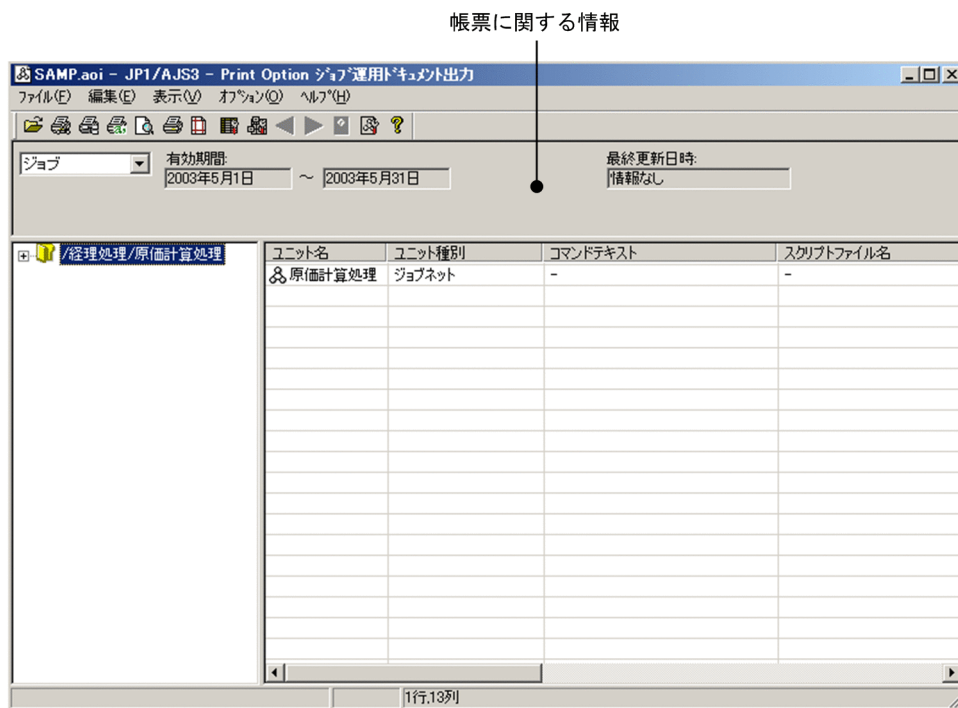 帳票に関する情報
SAMP.aoi - JP1/AJS3 - Print Option ｼﾞｮﾌﾞ運用ﾄﾞｷｭﾒﾝﾄ出力
ﾌｧｲﾙ(F) 編集(E) 表示(V) ｵﾌﾟｼｮﾝ(O) ﾍﾙﾌﾟ(H)
ジョブ 有効期間: 最終更新日時:
2003年5月1日 ～ 2003年5月31日 情報なし
/経理処理/原価計算処理 ユニット名 ユニット種別 コマンドテキスト スクリプトファイル名
原価計算処理 ジョブネット - -
1行,13列